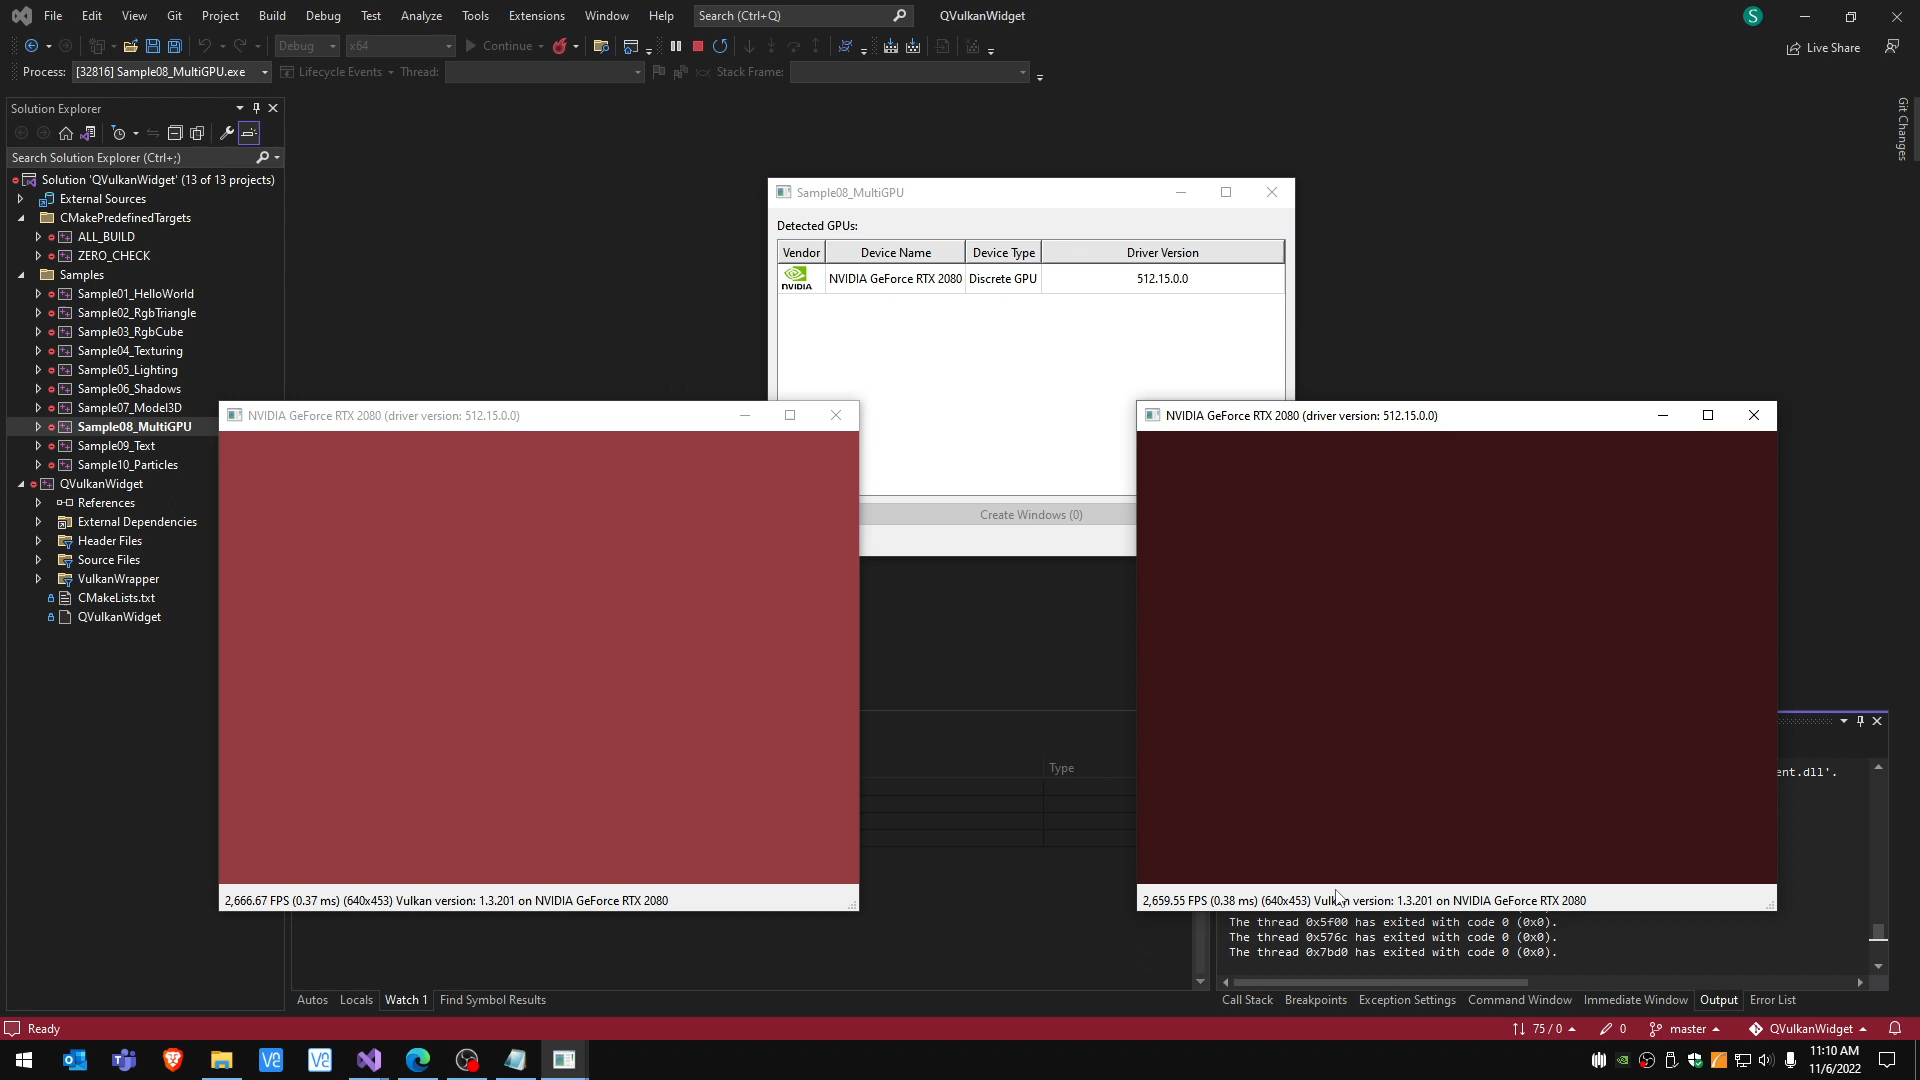 File Edit View Git Project Build Debug Test Analyze Tools Extensions Window Help Search (Ctrl+Q) QVulkanWidget S
Debug x64 Continue Live Share
Process: [32816] Sample08_MultiGPU.exe Lifecycle Events Thread: Stack Frame:
Solution Explorer
Search Solution Explorer (Ctrl+;)
Solution 'QVulkanWidget' (13 of 13 projects)
External Sources
CMakePredefinedTargets
ALL_BUILD
ZERO_CHECK
Samples
Sample01_HelloWorld
Sample02_RgbTriangle
Sample03_RgbCube
Sample04_Texturing
Sample05_Lighting
Sample06_Shadows
Sample07_Model3D
Sample08_MultiGPU
Sample09_Text
Sample10_Particles
QVulkanWidget
References
External Dependencies
Header Files
Source Files
VulkanWrapper
CMakeLists.txt
QVulkanWidget
Git Changes
Sample08_MultiGPU
Detected GPUs:
Vendor Device Name Device Type Driver Version
NVIDIA NVIDIA GeForce RTX 2080 Discrete GPU 512.15.0.0
Create Windows (0)
NVIDIA GeForce RTX 2080 (driver version: 512.15.0.0)
2,666.67 FPS (0.37 ms) (640x453) Vulkan version: 1.3.201 on NVIDIA GeForce RTX 2080
NVIDIA GeForce RTX 2080 (driver version: 512.15.0.0)
2,659.55 FPS (0.38 ms) (640x453) Vulkan version: 1.3.201 on NVIDIA GeForce RTX 2080
Type
ent.dll'.
The thread 0x5f00 has exited with code 0 (0x0).
The thread 0x576c has exited with code 0 (0x0).
The thread 0x7bd0 has exited with code 0 (0x0).
Autos Locals Watch 1 Find Symbol Results
Call Stack Breakpoints Exception Settings Command Window Immediate Window Output Error List
Ready 75 / 0 0 master QVulkanWidget
11:10 AM
11/6/2022